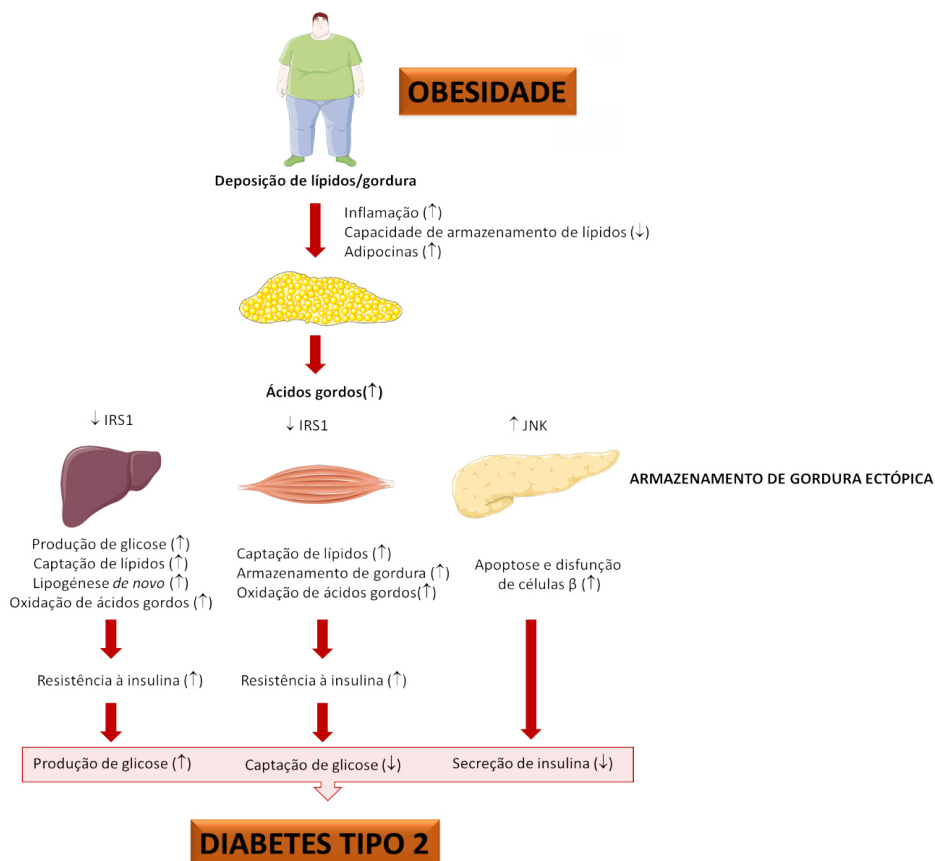 OBESIDADE
Deposição de lípidos/gordura
Inflamação (↑)
Capacidade de armazenamento de lípidos (↓)
Adipocinas (↑)
Ácidos gordos(↑)
↓ IRS1
↓ IRS1
↑ JNK
ARMAZENAMENTO DE GORDURA ECTÓPICA
Produção de glicose (↑)
Captação de lípidos (↑)
Lipogénese de novo (↑)
Oxidação de ácidos gordos (↑)
Captação de lípidos (↑)
Armazenamento de gordura (↑)
Oxidação de ácidos gordos(↑)
Apoptose e disfunção
de células β (↑)
Resistência à insulina (↑)
Resistência à insulina (↑)
Produção de glicose (↑)
Captação de glicose (↓)
Secreção de insulina (↓)
DIABETES TIPO 2